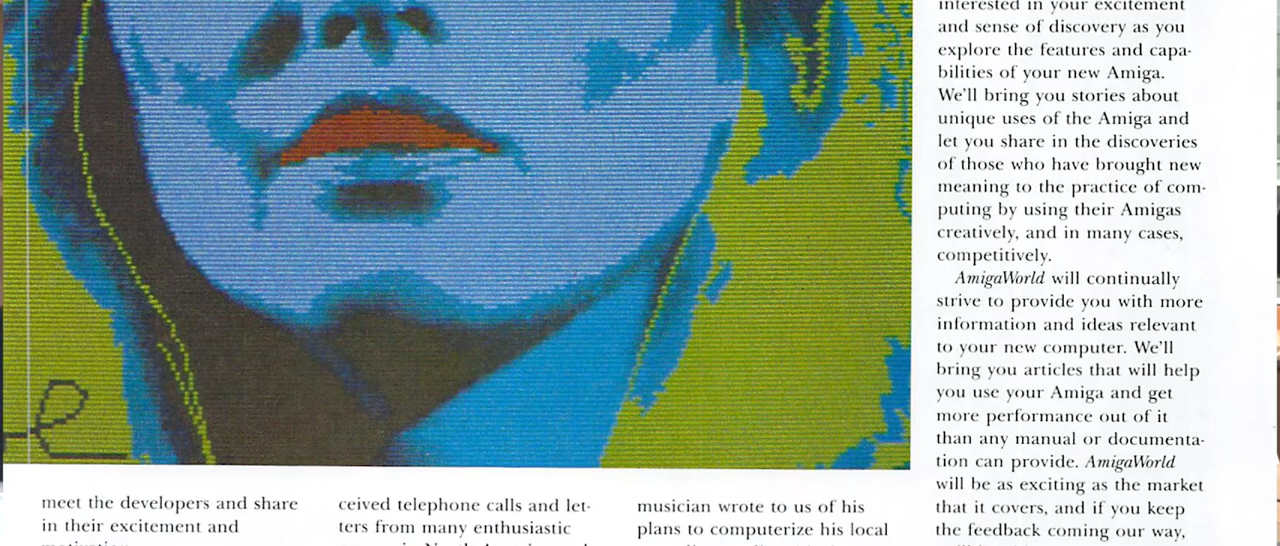 meet the developers and share
in their excitement and
ceived telephone calls and let-
ters from many enthusiastic
musician wrote to us of his
plans to computerize his local
interested in your excitement
and sense of discovery as you
explore the features and capa-
bilities of your new Amiga.
We'll bring you stories about
unique uses of the Amiga and
let you share in the discoveries
of those who have brought new
meaning to the practice of com-
puting by using their Amigas
creatively, and in many cases,
competitively.
AmigaWorld will continually
strive to provide you with more
information and ideas relevant
to your new computer. We'll
bring you articles that will help
you use your Amiga and get
more performance out of it
than any manual or documenta-
tion can provide. AmigaWorld
will be as exciting as the market
that it covers, and if you keep
the feedback coming our way,